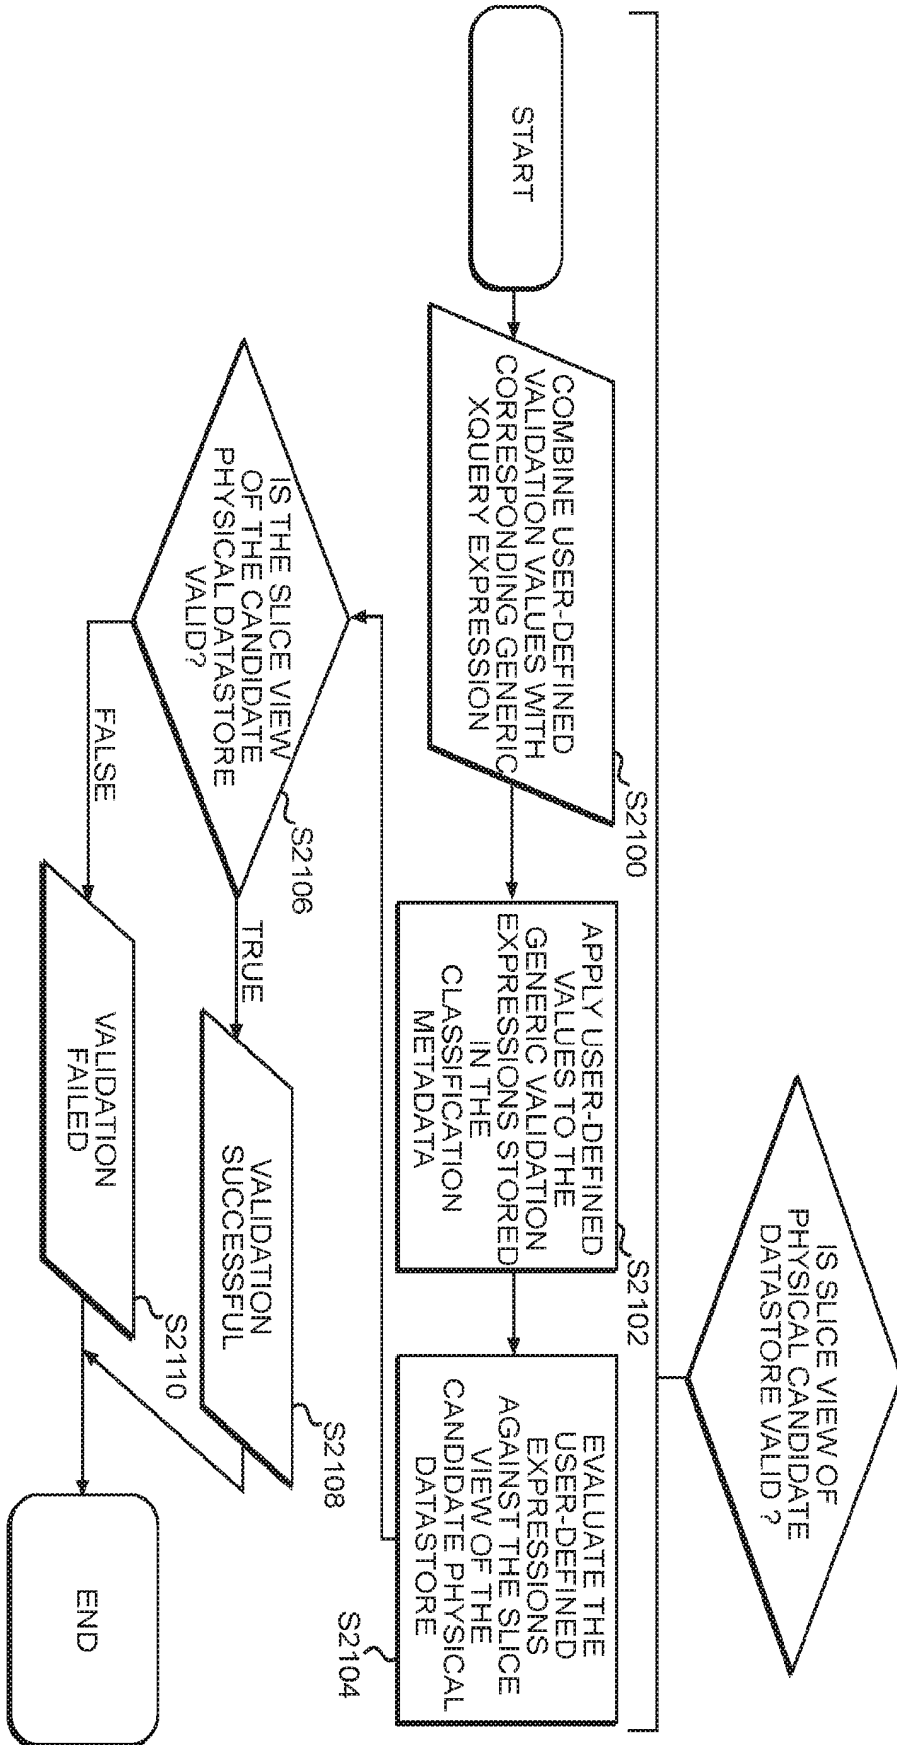 IS SLICE VIEW OF
PHYSICAL CANDIDATE
DATASTORE VALID ?
START
COMBINE USER-DEFINED
VALIDATION VALUES WITH
CORRESPONDING GENERIC
XQUERY EXPRESSION
S2100
APPLY USER-DEFINED
VALUES TO THE
GENERIC VALIDATION
EXPRESSIONS STORED
IN THE
CLASSIFICATION
METADATA
S2102
EVALUATE THE
USER-DEFINED
EXPRESSIONS
AGAINST THE SLICE
VIEW OF THE
CANDIDATE PHYSICAL
DATASTORE
S2104
IS THE SLICE VIEW
OF THE CANDIDATE
PHYSICAL DATASTORE
VALID?
S2106
TRUE
VALIDATION
SUCCESSFUL
S2108
FALSE
VALIDATION
FAILED
S2110
END